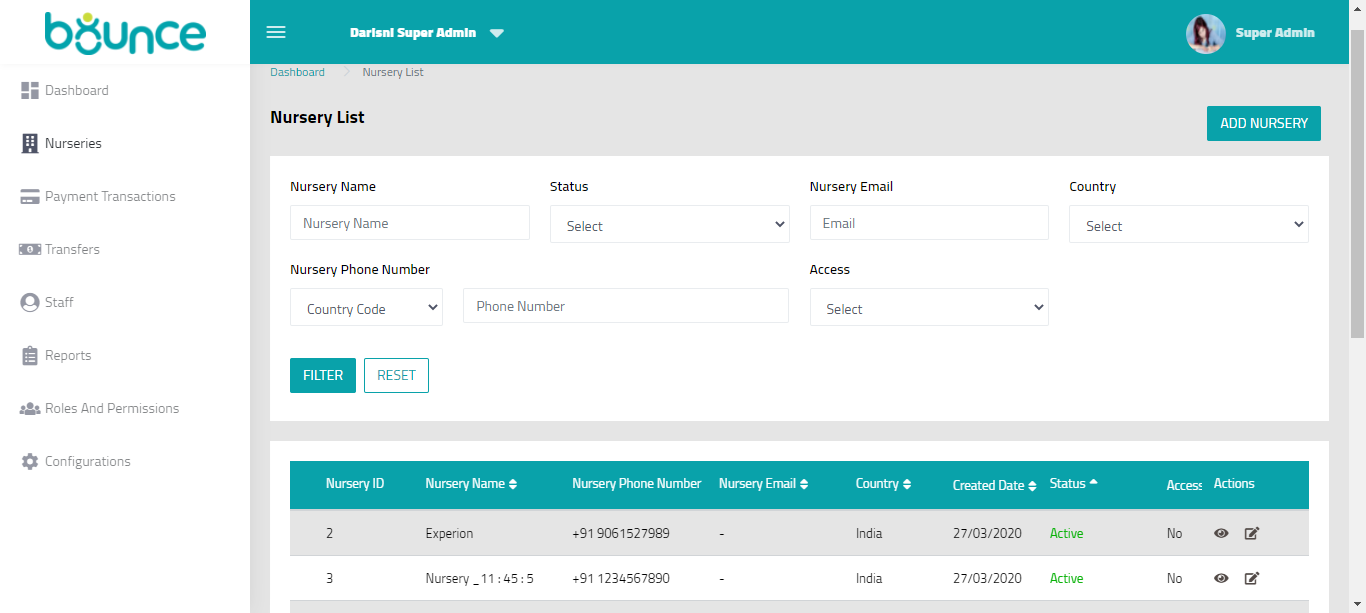 bounce
Darisni Super Admin
Super Admin
Dashboard
Nurseries
Payment Transactions
Transfers
Staff
Reports
Roles And Permissions
Configurations
Dashboard Nursery List
Nursery List
ADD NURSERY
Nursery Name Status Nursery Email Country
Nursery Name Select Email Select
Nursery Phone Number Access
Country Code Phone Number Select
FILTER RESET
Nursery ID Nursery Name Nursery Phone Number Nursery Email Country Created Date Status Access Actions
2 Experion +91 9061527989 - India 27/03/2020 Active No
3 Nursery _11 : 45 : 5 +91 1234567890 - India 27/03/2020 Active No